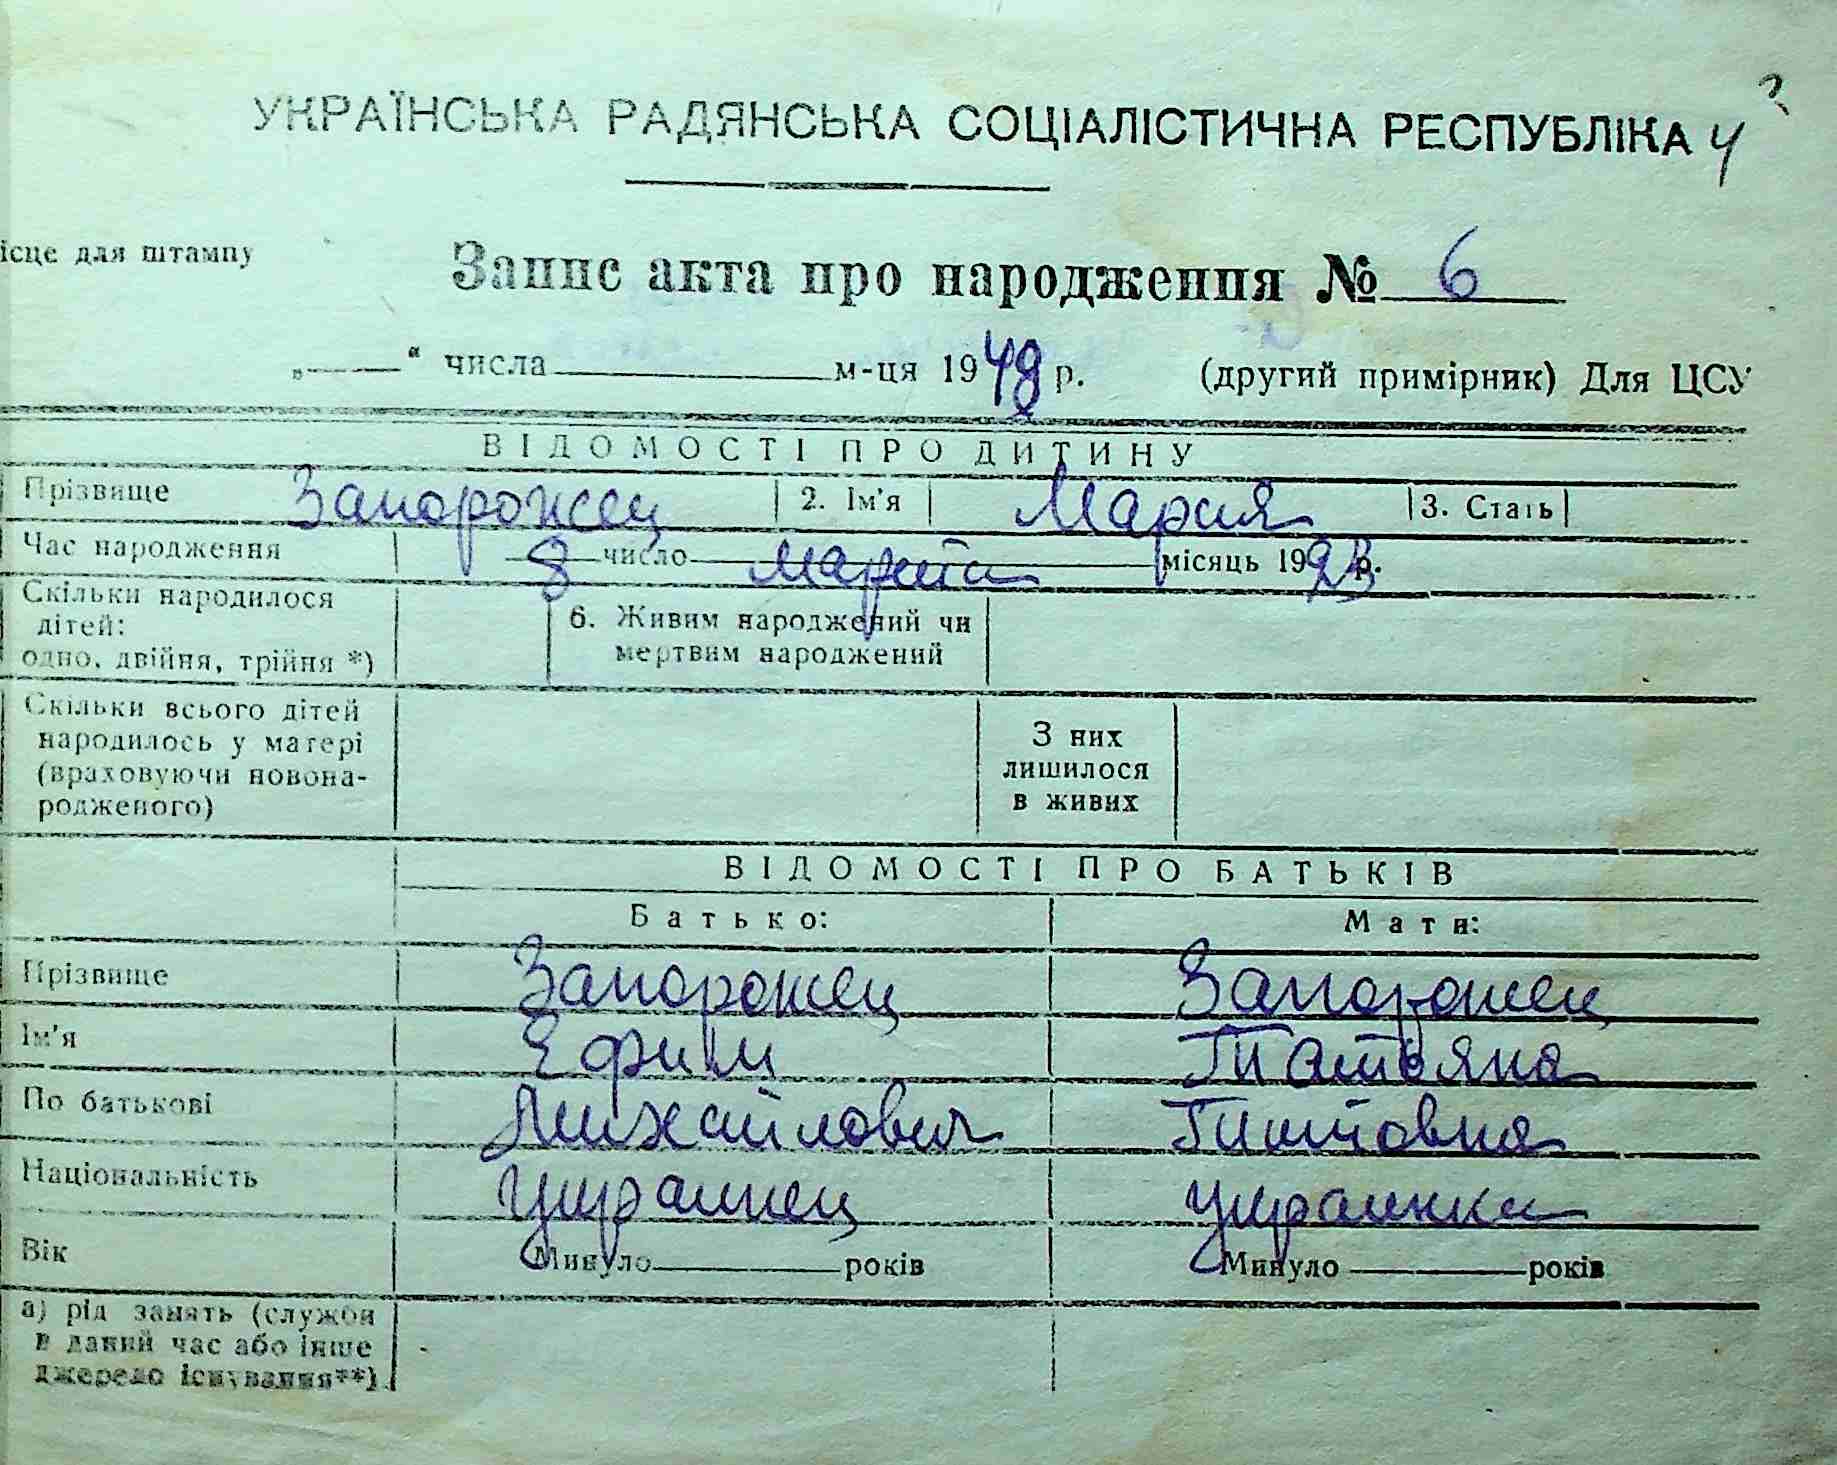 УКРАЇНСЬКА РАДЯНСЬКА СОЦІАЛІСТИЧНА РЕСПУБЛІКА 4
ісце для штампу
Запис акта про народження № 6
„——“ числа м-ця 1948 р. (другий примірник) Для ЦСУ
ВІДОМОСТІ ПРО ДИТИНУ
Прізвище Запорожец 2. Ім'я Мария 3. Стать
Час народження 8 число марта місяць 1923 р.
Скільки народилося
дітей:
одно, двійня, трійня *)
6. Живим народжений чи
мертвим народжений
Скільки всього дітей
народилось у матері
(враховуючи новона-
родженого)
З них
лишилося
в живих
ВІДОМОСТІ ПРО БАТЬКІВ
Батько: Мати:
Прізвище Запорожец Запорожец
Ім'я Ефим Татьяна
По батькові Михайлович Титовна
Національність Украинец украинка
Вік Минуло років Минуло років
а) рід занять (служби
в даний час або інше
джерело існування**)